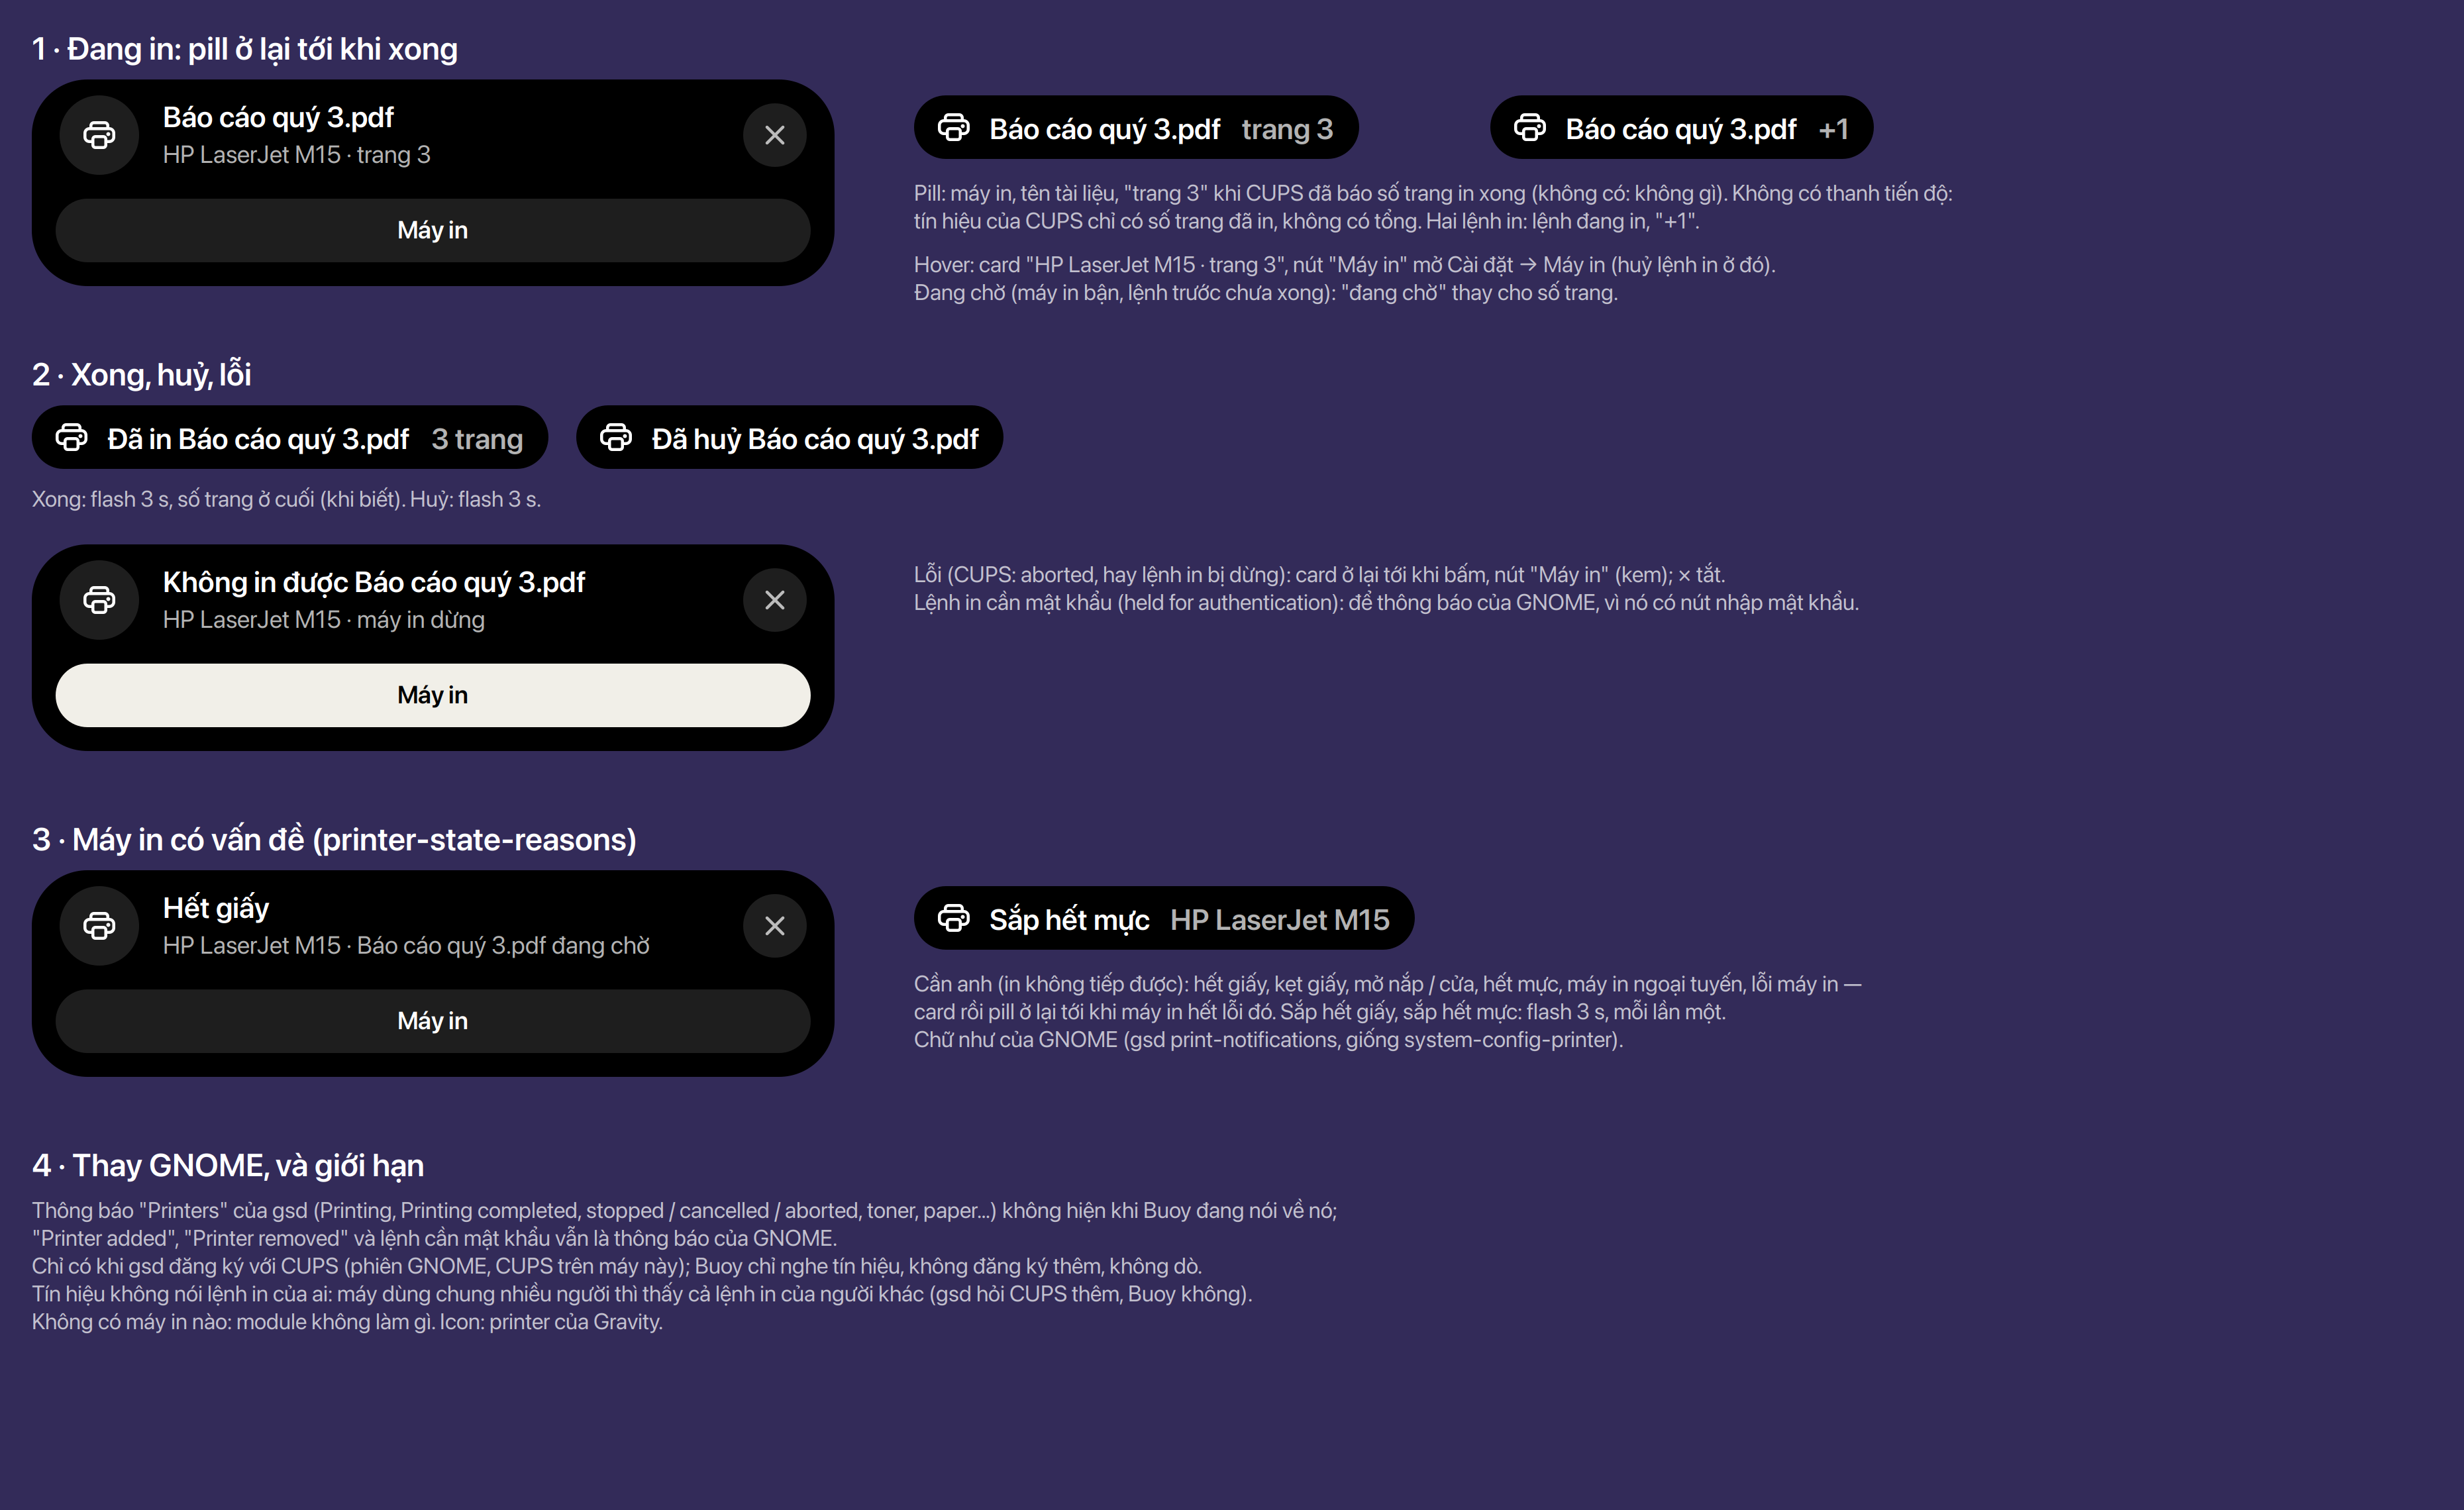 1 · Đang in: pill ở lại tới khi xong
Báo cáo quý 3.pdf
HP LaserJet M15 · trang 3
Máy in
Báo cáo quý 3.pdf trang 3
Báo cáo quý 3.pdf +1
Pill: máy in, tên tài liệu, "trang 3" khi CUPS đã báo số trang in xong (không có: không gì). Không có thanh tiến độ:
tín hiệu của CUPS chỉ có số trang đã in, không có tổng. Hai lệnh in: lệnh đang in, "+1".
Hover: card "HP LaserJet M15 · trang 3", nút "Máy in" mở Cài đặt → Máy in (huỷ lệnh in ở đó).
Đang chờ (máy in bận, lệnh trước chưa xong): "đang chờ" thay cho số trang.
2 · Xong, huỷ, lỗi
Đã in Báo cáo quý 3.pdf 3 trang
Đã huỷ Báo cáo quý 3.pdf
Xong: flash 3 s, số trang ở cuối (khi biết). Huỷ: flash 3 s.
Không in được Báo cáo quý 3.pdf
HP LaserJet M15 · máy in dừng
Máy in
Lỗi (CUPS: aborted, hay lệnh in bị dừng): card ở lại tới khi bấm, nút "Máy in" (kem); × tắt.
Lệnh in cần mật khẩu (held for authentication): để thông báo của GNOME, vì nó có nút nhập mật khẩu.
3 · Máy in có vấn đề (printer-state-reasons)
Hết giấy
HP LaserJet M15 · Báo cáo quý 3.pdf đang chờ
Máy in
Sắp hết mực HP LaserJet M15
Cần anh (in không tiếp được): hết giấy, kẹt giấy, mở nắp / cửa, hết mực, máy in ngoại tuyến, lỗi máy in —
card rồi pill ở lại tới khi máy in hết lỗi đó. Sắp hết giấy, sắp hết mực: flash 3 s, mỗi lần một.
Chữ như của GNOME (gsd print-notifications, giống system-config-printer).
4 · Thay GNOME, và giới hạn
Thông báo "Printers" của gsd (Printing, Printing completed, stopped / cancelled / aborted, toner, paper...) không hiện khi Buoy đang nói về nó;
"Printer added", "Printer removed" và lệnh cần mật khẩu vẫn là thông báo của GNOME.
Chỉ có khi gsd đăng ký với CUPS (phiên GNOME, CUPS trên máy này); Buoy chỉ nghe tín hiệu, không đăng ký thêm, không dò.
Tín hiệu không nói lệnh in của ai: máy dùng chung nhiều người thì thấy cả lệnh in của người khác (gsd hỏi CUPS thêm, Buoy không).
Không có máy in nào: module không làm gì. Icon: printer của Gravity.